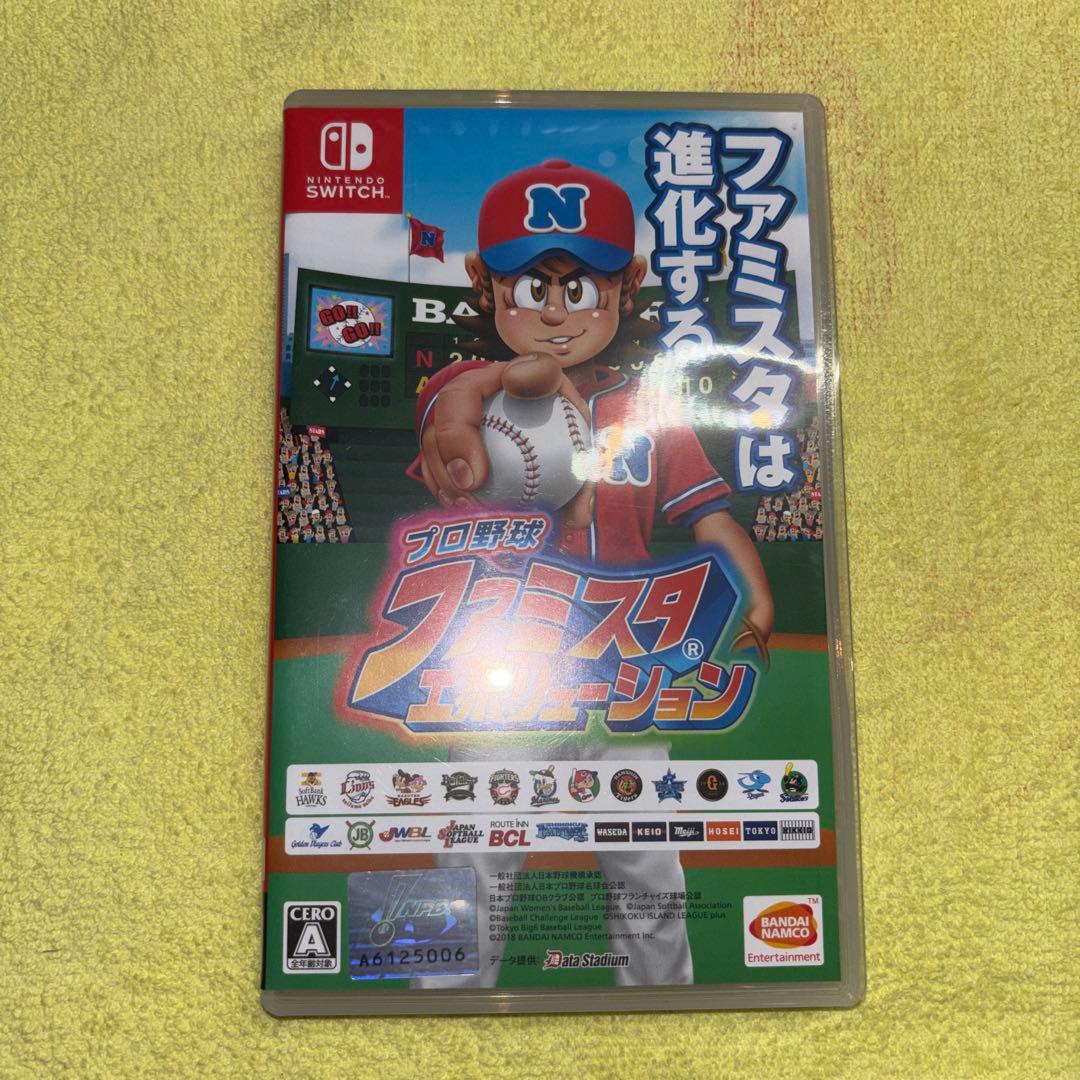 NINTENDO
SWITCH™
ファミスタは
進化する
N
N
GO!!
GO!!
N
N
プロ野球
ファミスタ®
エボリューション
SoftBank
HAWKS
Lions
RAKUTEN
EAGLES
Buffaloes
FIGHTERS
Marines
HANSHIN
Tigers
G
Dragons
Swallows
Golden Players Club
JB
JWBL
JAPAN
SOFTBALL
LEAGUE
ROUTE INN
BCL
SHIKOKU
WASEDA
KEIO
Meiji
HOSEI
TOKYO
RIKKIO
一般社団法人日本野球機構承認
一般社団法人日本プロ野球名球会公認
日本プロ野球OBクラブ公領 プロ野球フランチャイズ球場公認
©Japan Women's Baseball League. ©Japan Softball Association
©Baseball Challenge League ©SHIKOKU ISLAND LEAGUE plus
©Tokyo Big6 Baseball League
©2018 BANDAI NAMCO Entertainment Inc.
データ提供: Data Stadium
CERO
A
全年齢対象
NPB
A6125006
BANDAI
NAMCO
™
Entertainment